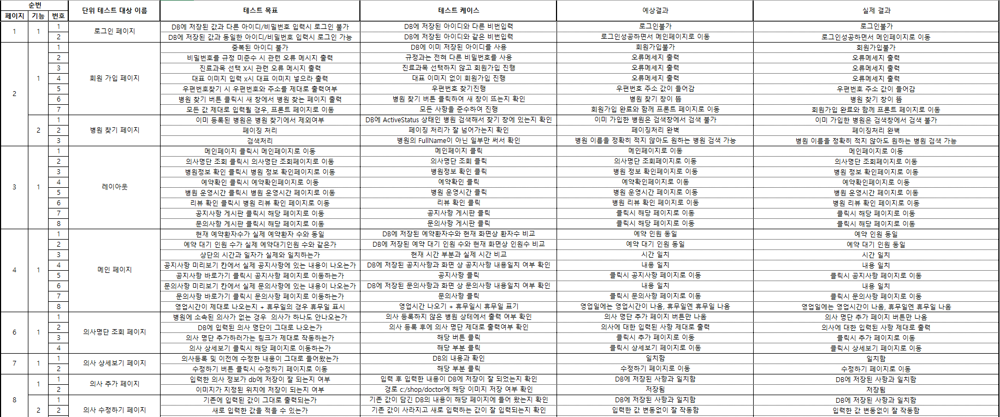 순번 단위 테스트 대상 이름 테스트 목표 테스트 케이스 예상결과 실제 결과
페이지 기능 번호
1 1 1 로그인 페이지 DB에 저장된 값과 다른 아이디/비밀번호 입력시 로그인 불가 DB에 저장된 아이디와 다른 비번입력 로그인불가 로그인불가
2 DB에 저장된 값과 동일한 아이디/비밀번호 입력시 로그인 가능 DB에 저장된 아이디와 같은 비번입력 로그인성공하면서 메인페이지로 이동 로그인성공하면서 메인페이지로 이동
2 1 1 회원 가입 페이지 중복된 아이디 불가 DB에 이미 저장된 아이디를 사용 회원가입불가 회원가입불가
2 비밀번호를 규정 미준수 시 관련 오류 메시지 출력 규정과는 전혀 다른 비밀번호를 사용 오류메세지 출력 오류메세지 출력
3 진료과목 선택 X시 관련 오류 메시지 출력 진료과목 선택하지 않고 회원가입 진행 오류메세지 출력 오류메세지 출력
4 대표 이미지 입력 x시 대표 이미지 넣으라 출력 대표 이미지 없이 회원가입 진행 오류메세지 출력 오류메세지 출력
5 우편번호찾기 시 우편번호와 주소를 제대로 출력여부 우편번호 찾기진행 우편번호 주소 값이 들어감 우편번호 주소 값이 들어감
6 병원 찾기 버튼 클릭시 새 창에서 병원 찾는 페이지 출력 병원 찾기 버튼 클릭하여 새 창이 뜨는지 확인 병원 찾기 창이 뜸 병원 찾기 창이 뜸
7 모든 값 제대로 입력될 경우, 프론트 페이지로 이동 모든 사항을 준수하여 진행 회원가입 완료와 함께 프론트 페이지로 이동 회원가입 완료와 함께 프론트 페이지로 이동
2 1 병원 찾기 페이지 이미 등록된 병원은 병원 찾기에서 제외여부 DB에 ActiveStatus 상태인 병원 검색해서 찾기 창에 있는지 확인 이미 가입한 병원은 검색창에서 검색 불가 이미 가입한 병원은 검색창에서 검색 불가
2 페이징 처리 페이징 처리가 잘 넘어가는지 확인 페이징처리 완벽 페이징처리 완벽
3 검색처리 병원의 FullName이 아닌 일부만 써서 확인 병원 이름을 정확히 적지 않아도 원하는 병원 검색 가능 병원 이름을 정확히 적지 않아도 원하는 병원 검색 가능
3 1 1 레이아웃 메인페이지 클릭시 메인페이지로 이동 메인페이지 클릭 메인페이지로 이동 메인페이지로 이동
2 의사명단 조회 클릭시 의사명단 조회페이지로 이동 의사명단 조회 클릭 의사명단 조회페이지로 이동 의사명단 조회페이지로 이동
3 병원정보 확인 클릭시 병원 정보 확인페이지로 이동 병원정보 확인 클릭 병원 정보 확인페이지로 이동 병원 정보 확인페이지로 이동
4 예약확인 클릭시 예약확인페이지로 이동 예약확인 클릭 예약확인페이지로 이동 예약확인페이지로 이동
5 병원 운영시간 클릭시 병원 운영시간 페이지로 이동 병원 운영시간 클릭 병원 운영시간 페이지로 이동 병원 운영시간 페이지로 이동
6 리뷰 확인 클릭시 병원 리뷰 확인 페이지로 이동 리뷰 확인 클릭 병원 리뷰 확인 페이지로 이동 병원 리뷰 확인 페이지로 이동
7 공지사항 게시판 클릭시 해당 페이지로 이동 공지사항 게시판 클릭 클릭시 해당 페이지로 이동 클릭시 해당 페이지로 이동
8 문의사항 게시판 클릭시 해당 페이지로 이동 문의사항 게시판 클릭 클릭시 해당 페이지로 이동 클릭시 해당 페이지로 이동
4 1 1 메인 페이지 현재 예약환자수가 실제 예약환자 수와 동일 DB에 저장된 예약환자수와 현재 화면상 환자수 비교 예약 인원 동일 예약 인원 동일
2 예약 대기 인원 수가 실제 예약대기인원 수와 같은가 DB에 저장된 예약 대기 인원 수와 현재 화면상 인원수 비교 예약 대기 인원 동일 예약 대기 인원 동일
3 상단의 시간과 일자가 실제와 일치하는가 현재 시간 부분과 실제 시간 비교 시간 일치 시간 일치
4 공지사항 미리보기 칸에서 실제 공지사항에 있는 내용이 나오는가 DB에 저장된 공지사항과 화면 상 공지사항 내용일치 여부 확인 내용 일치 내용 일치
5 공지사항 바로가기 클릭시 공지사항 페이지로 이동하는가 공지사항 클릭 클릭시 공지사항 페이지로 이동 클릭시 공지사항 페이지로 이동
6 문의사항 미리보기 칸에서 실제 문의사항에 있는 내용이 나오는가 DB에 저장된 문의사항과 화면 상 문의사항 내용일치 여부 확인 내용 일치 내용 일치
7 문의사항 바로가기 클릭시 문의사항 페이지로 이동하는가 문의사항 클릭 클릭시 문의사항 페이지로 이동 클릭시 문의사항 페이지로 이동
8 영업시간이 제대로 나오는지 + 휴무일의 경우 휴무일 표시 영업시간 나오기 + 휴무일시 휴무일 표기 영업일에는 영업시간이 나옴, 휴무일엔 휴무일 나옴 영업일에는 영업시간이 나옴, 휴무일엔 휴무일 나옴
6 1 1 의사명단 조회 페이지 병원에 소속된 의사가 없는 경우 의사가 하나도 안나오는가 의사 등록하지 않은 병원 상테에서 출력 여부 확인 의사 명단 추가 페이지 버튼만 나옴 의사 명단 추가 페이지 버튼만 나옴
2 DB에 입력된 의사 명단이 그대로 나오는가 의사 등록 후에 의사 명단 제대로 출력여부 확인 의사에 대한 입력된 사항 제대로 출력 의사에 대한 입력된 사항 제대로 출력
3 의사 명단 추가하러가는 링크가 제대로 작동하는가 해당 버튼 클릭 클릭시 추가 페이지로 이동 클릭시 추가 페이지로 이동
4 의사 상세보기 클릭시 해당 페이지로 이동하는가 해당 부분 클릭 클릭시 상세보기 페이지로 이동 클릭시 상세보기 페이지로 이동
7 1 1 의사 상세보기 페이지 의사등록 및 이전에 수정한 내용이 그대로 들어왔는가 DB의 내용과 확인 일치함 일치함
2 수정하기 버튼 클릭시 수정하기 페이지로 이동 해당 부분 클릭 수정하기 페이지로 이동 수정하기 페이지로 이동
8 1 1 의사 추가 페이지 입력한 의사 정보가 db에 저장이 잘 되는지 여부 입력 후 입력한 내용이 DB에 저장이 잘 되었는지 확인 DB에 저장된 사항과 일치함 DB에 저장된 사항과 일치함
2 이미지가 지정된 위치에 저장이 되는지 여부 경로 c:/shop/doctor에 해당 이미지 저장 여부 확인 저장됨 저장됨
2 1 의사 수정하기 페이지 기존에 입력된 값이 그대로 출력되는가 기존 값이 담긴 DB의 내용이 해당 페이지에 들어 왔는지 확인 DB에 저장된 사항과 일치함 DB에 저장된 사항과 일치함
2 새로 입력한 값을 적을 수 있는가 기존 값이 사라지고 새로 입력하는 값이 잘 입력되는지 확인 입력한 값 변동없이 잘 작동함 입력한 값 변동없이 잘 작동함